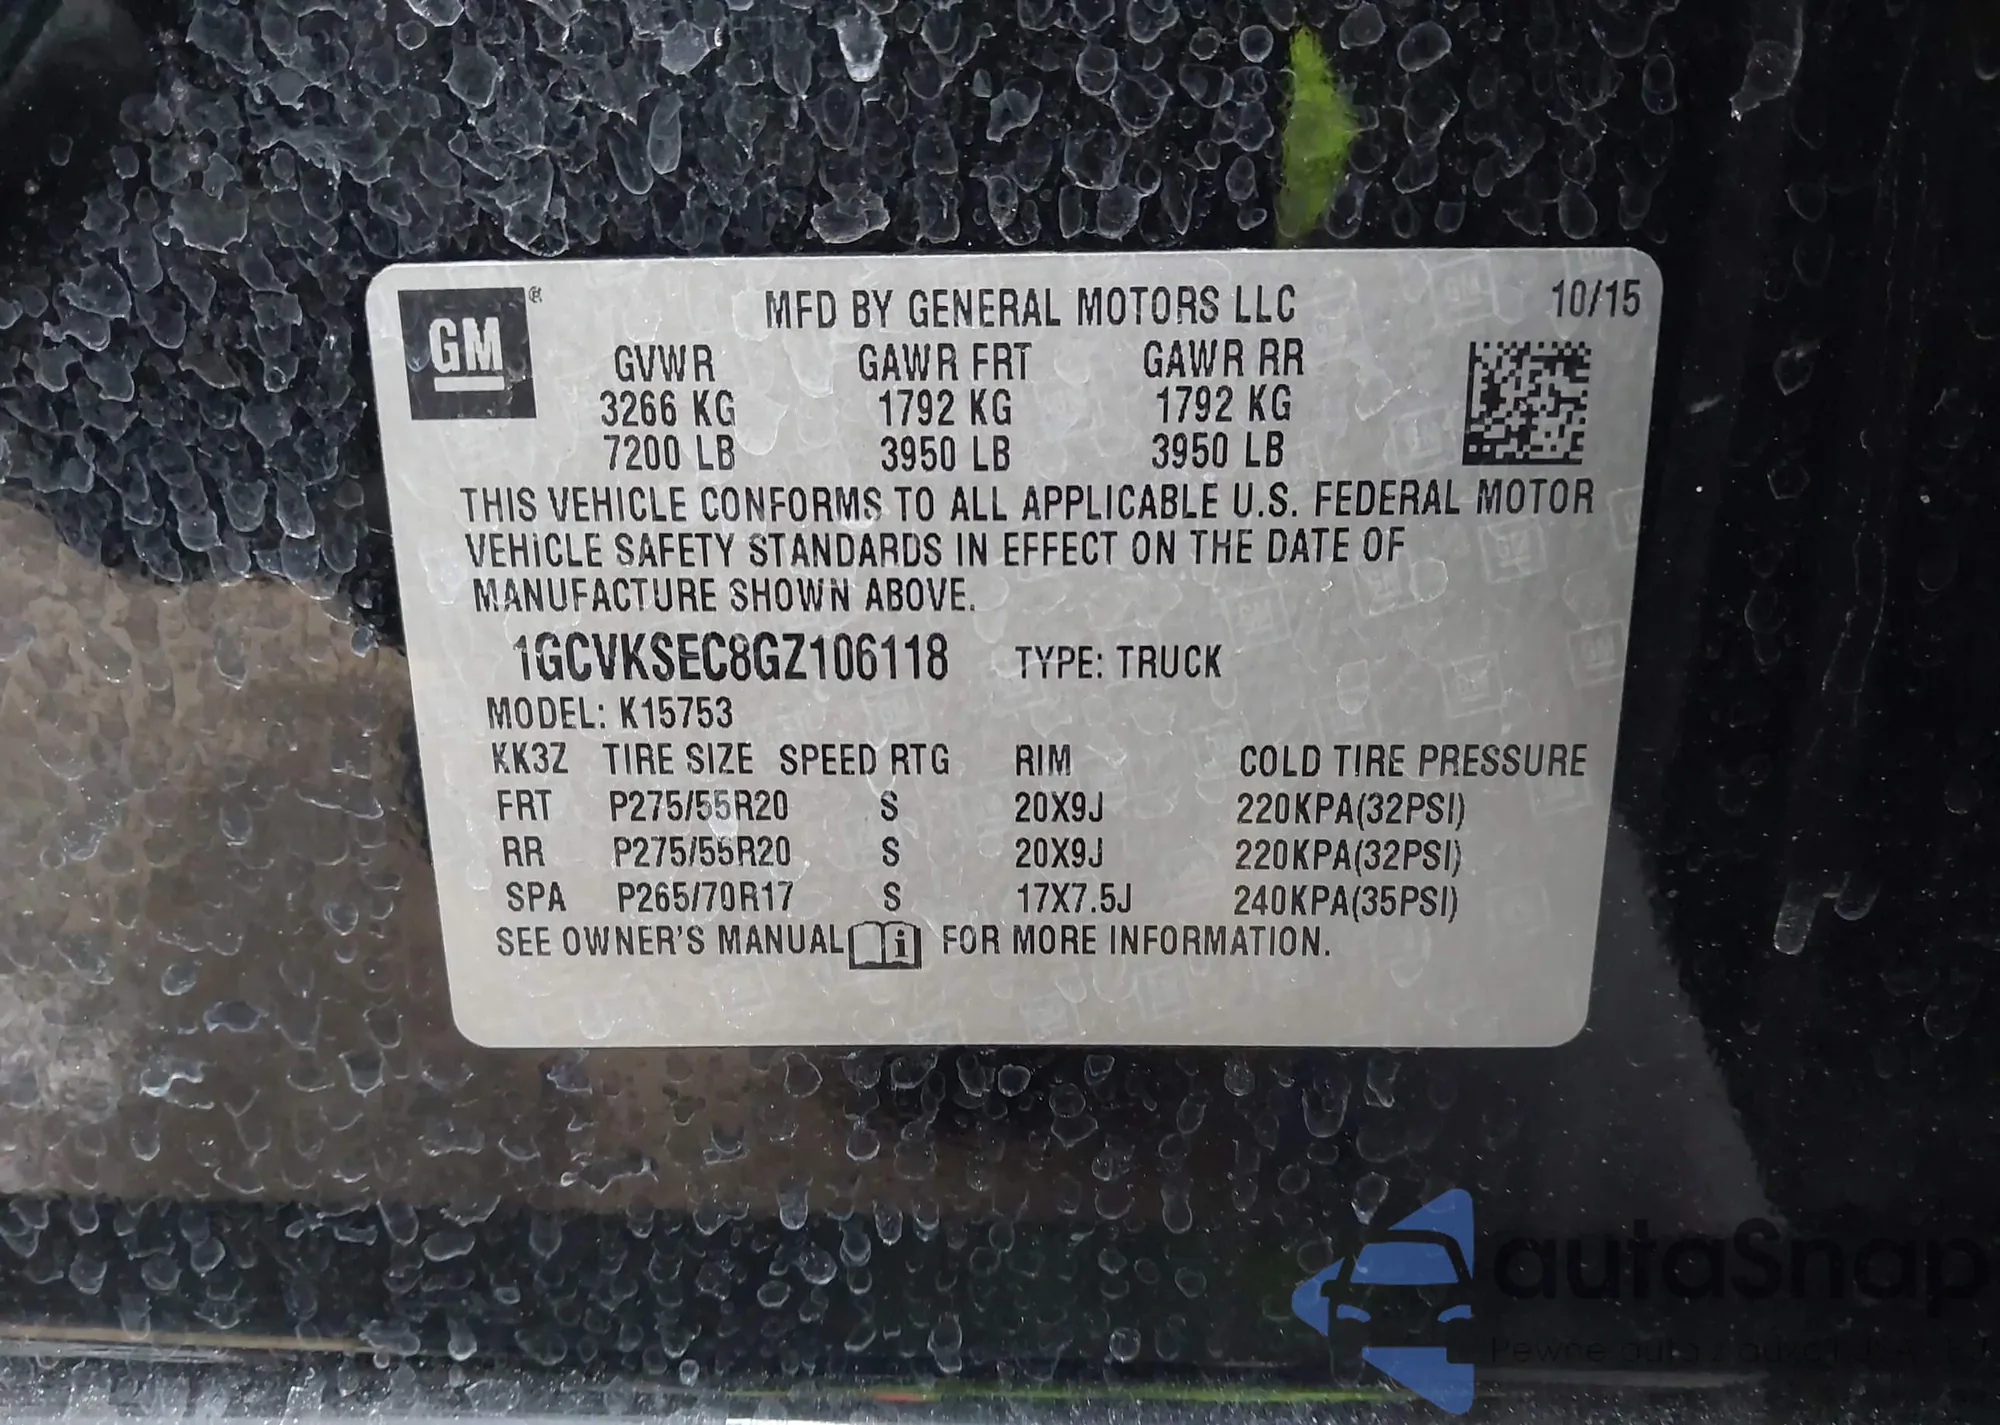 GM ®
MFD BY GENERAL MOTORS LLC 10/15
GVWR GAWR FRT GAWR RR
3266 KG 1792 KG 1792 KG
7200 LB 3950 LB 3950 LB
THIS VEHICLE CONFORMS TO ALL APPLICABLE U.S. FEDERAL MOTOR
VEHICLE SAFETY STANDARDS IN EFFECT ON THE DATE OF
MANUFACTURE SHOWN ABOVE.
1GCVKSEC8GZ106118 TYPE: TRUCK
MODEL: K15753
KK3Z TIRE SIZE SPEED RTG RIM COLD TIRE PRESSURE
FRT P275/55R20 S 20X9J 220KPA(32PSI)
RR P275/55R20 S 20X9J 220KPA(32PSI)
SPA P265/70R17 S 17X7.5J 240KPA(35PSI)
SEE OWNER'S MANUAL i FOR MORE INFORMATION.
autaSnap
Pewne auta z aukcji